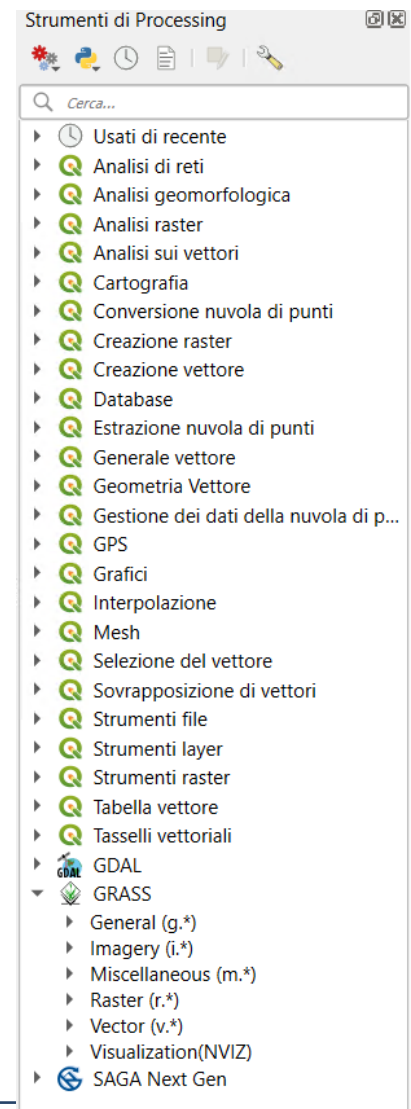 Strumenti di Processing
Cerca...
Usati di recente
Analisi di reti
Analisi geomorfologica
Analisi raster
Analisi sui vettori
Cartografia
Conversione nuvola di punti
Creazione raster
Creazione vettore
Database
Estrazione nuvola di punti
Generale vettore
Geometria Vettore
Gestione dei dati della nuvola di p...
GPS
Grafici
Interpolazione
Mesh
Selezione del vettore
Sovrapposizione di vettori
Strumenti file
Strumenti layer
Strumenti raster
Tabella vettore
Tasselli vettoriali
GDAL GDAL
GRASS
General (g.*)
Imagery (i.*)
Miscellaneous (m.*)
Raster (r.*)
Vector (v.*)
Visualization(NVIZ)
SAGA Next Gen